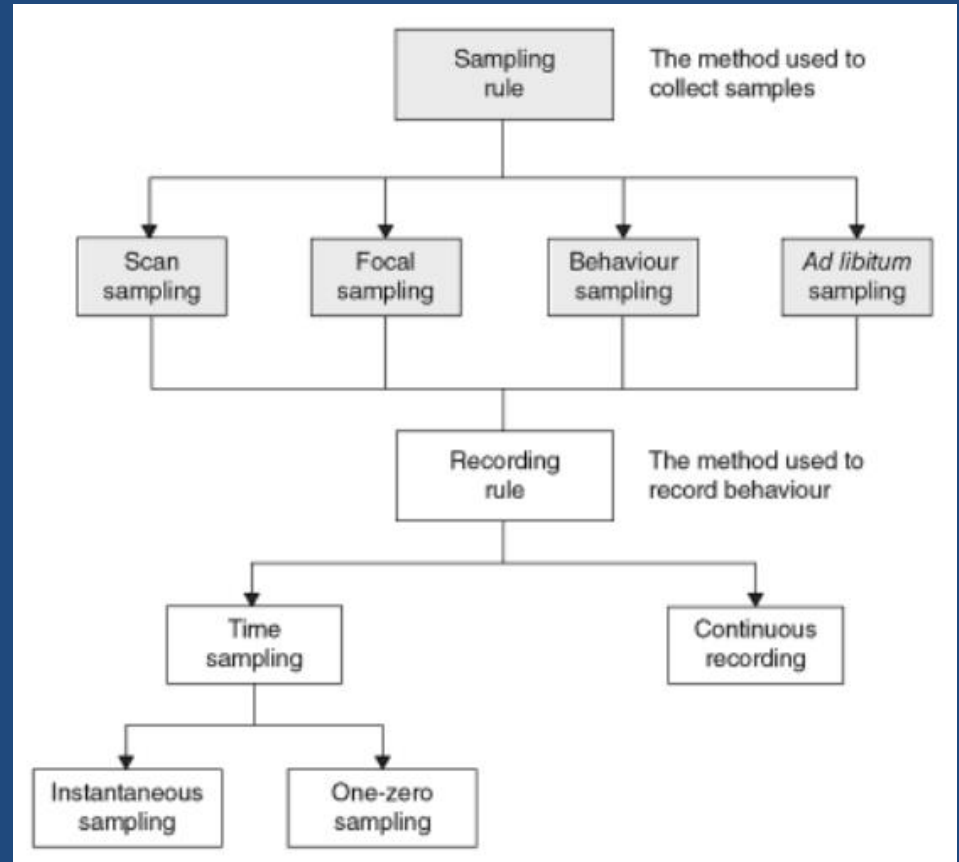 Sampling
rule
The method used to
collect samples
Scan
sampling
Focal
sampling
Behaviour
sampling
Ad libitum
sampling
Recording
rule
The method used to
record behaviour
Time
sampling
Continuous
recording
Instantaneous
sampling
One-zero
sampling